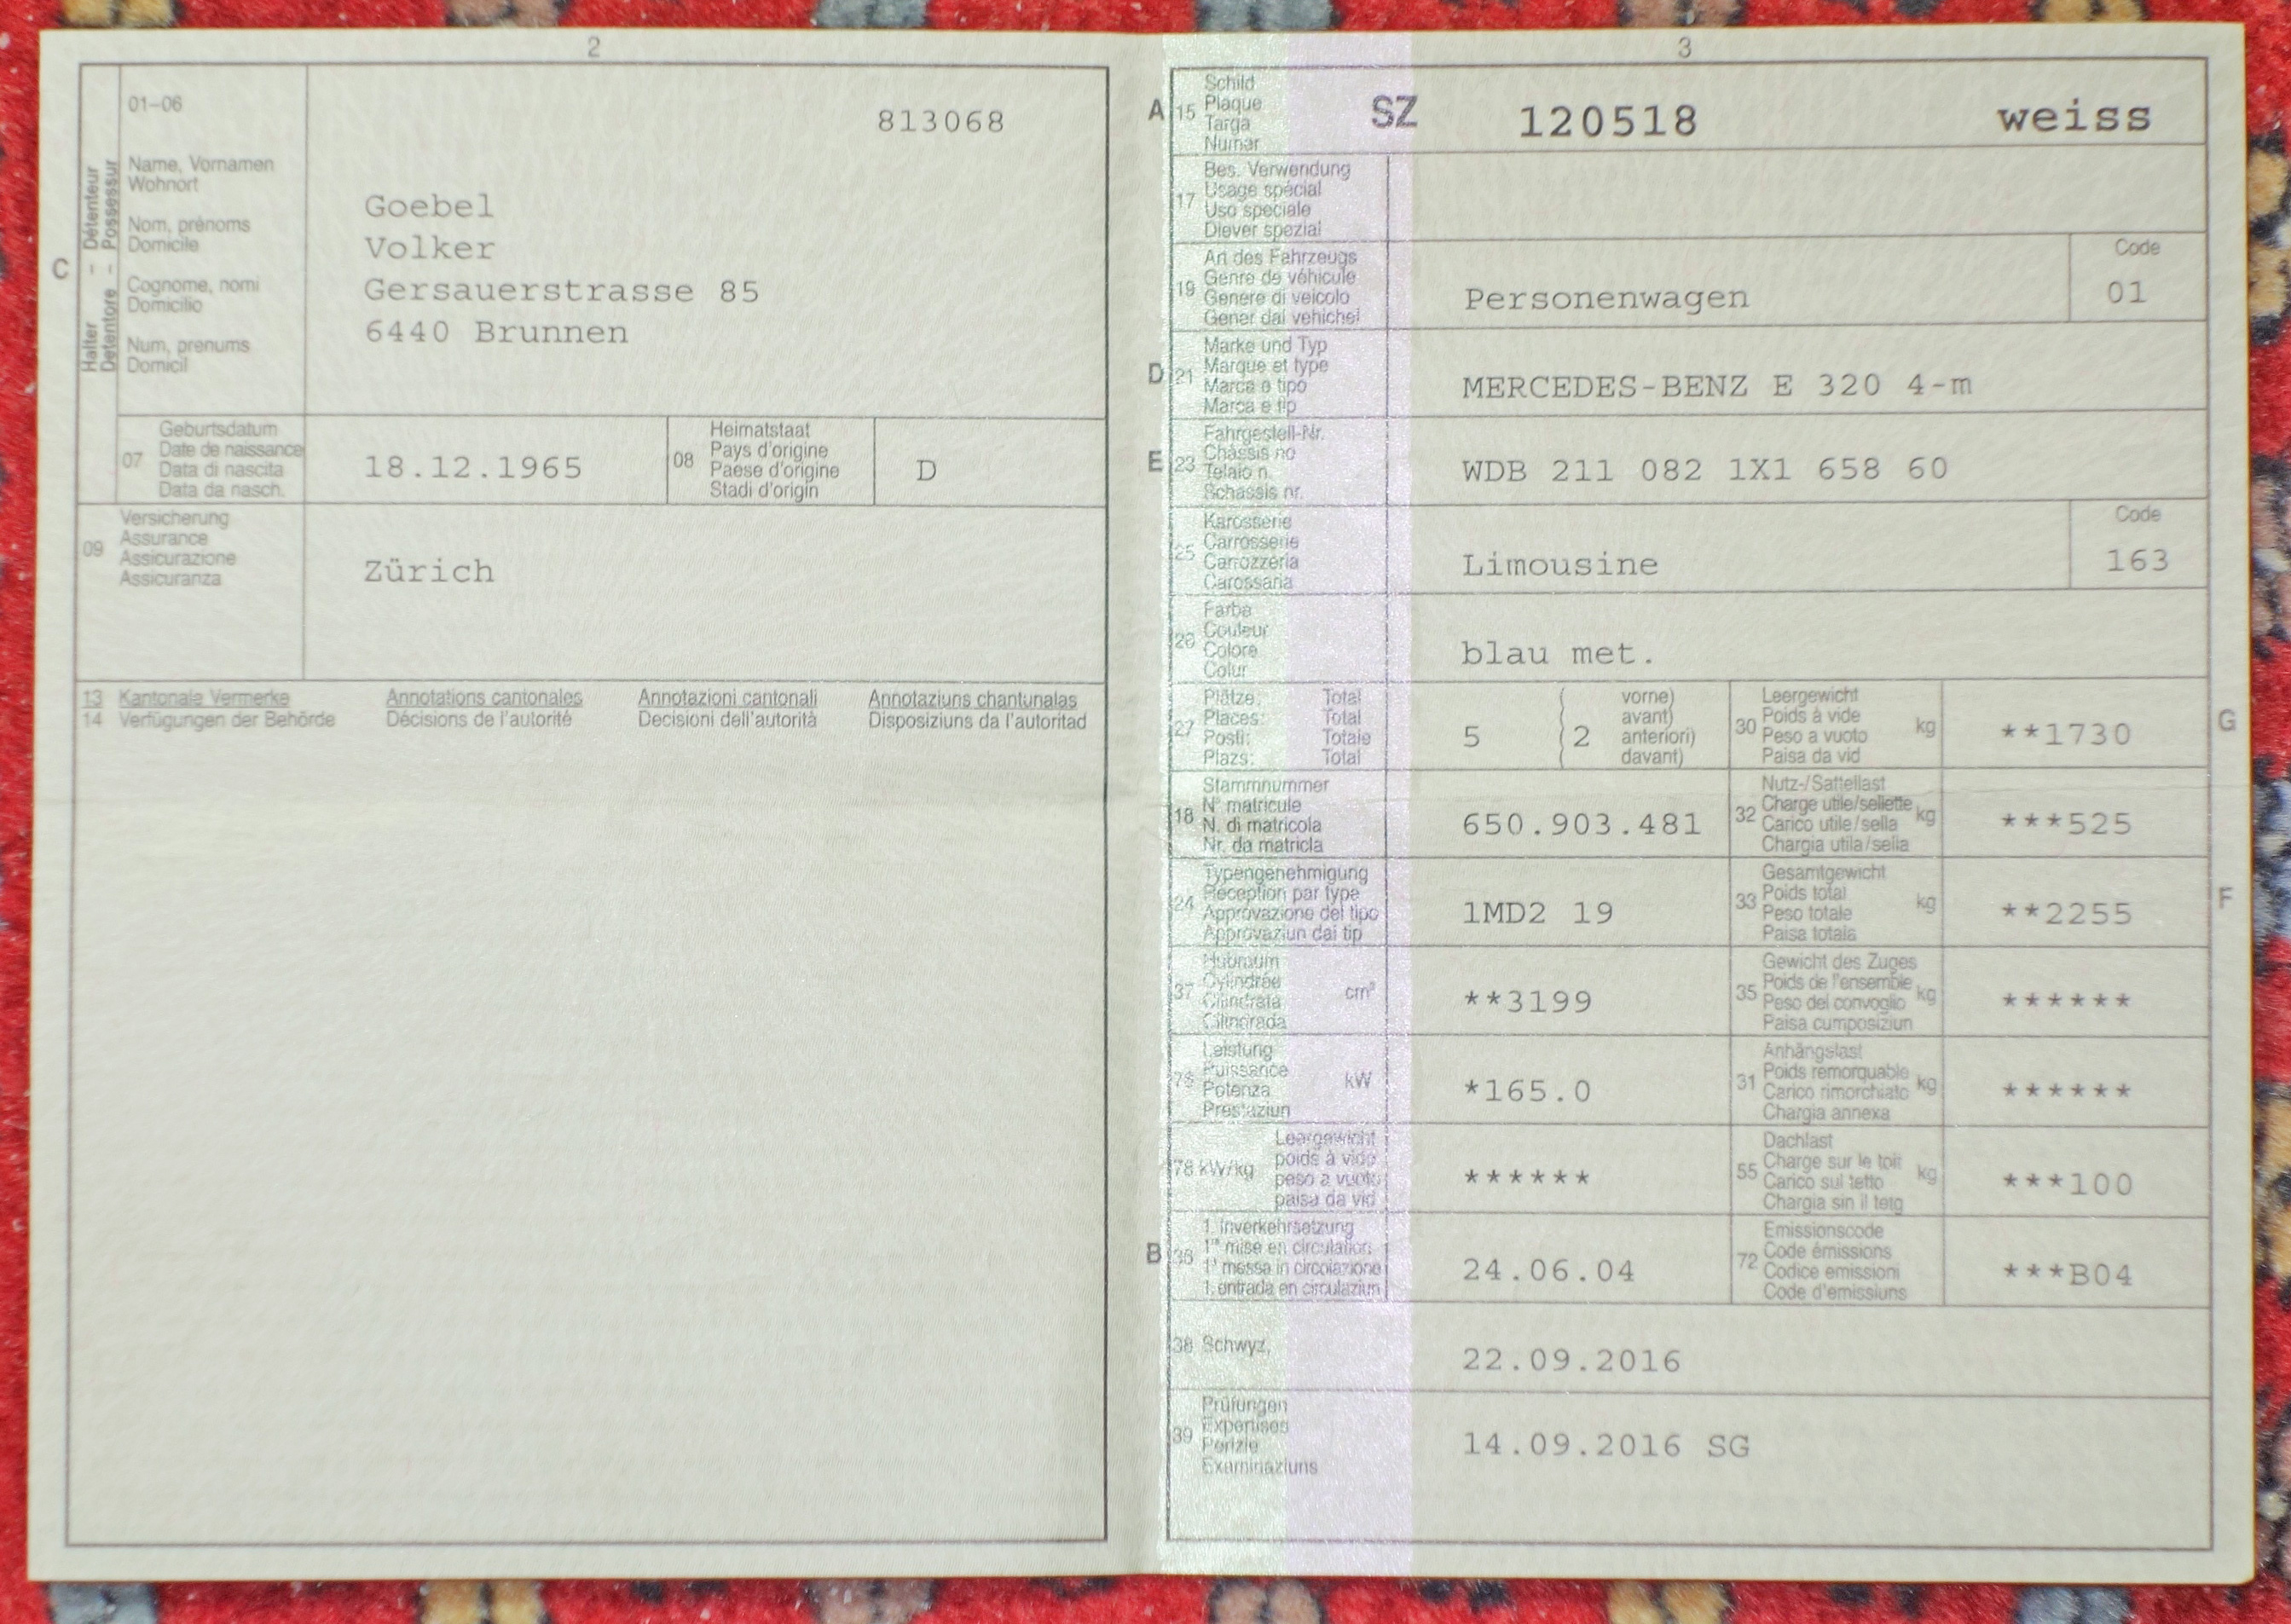 2
01–06
813068
C
Halter – Détenteur
Detentore – Possessur
Name, Vornamen
Wohnort
Nom, prénoms
Domicile
Cognome, nomi
Domicilio
Num, prenums
Domicil
Goebel
Volker
Gersauerstrasse 85
6440 Brunnen
07
Geburtsdatum
Date de naissance
Data di nascita
Data da nasch.
18.12.1965
08
Heimatstaat
Pays d'origine
Paese d'origine
Stadi d'origin
D
09
Versicherung
Assurance
Assicurazione
Assicuranza
Zürich
13 Kantonale Vermerke Annotations cantonales Annotazioni cantonali Annotaziuns chantunalas
14 Verfügungen der Behörde Décisions de l'autorité Decisioni dell'autorità Disposiziuns da l'autoritad
3
A 15
Schild
Plaque
Targa
Numer
SZ 120518 weiss
17
Bes. Verwendung
Usage spécial
Uso speciale
Diever spezial
19
Art des Fahrzeugs
Genre de véhicule
Genere di veicolo
Gener dal vehichel
Personenwagen
Code
01
D 21
Marke und Typ
Marque et type
Marca e tipo
Marca e tip
MERCEDES-BENZ E 320 4-m
E 23
Fahrgestell-Nr.
Châssis no
Telaio n.
Schassis nr.
WDB 211 082 1X1 658 60
25
Karosserie
Carrosserie
Carrozzeria
Carossaria
Limousine
Code
163
26
Farbe
Couleur
Colore
Colur
blau met.
27
Plätze: Total
Places: Total
Posti: Totale
Plazs: Total
5 ( 2
vorne)
avant)
anteriori)
davant)
30
Leergewicht
Poids à vide
Peso a vuoto
Paisa da vid
kg
**1730
G
18
Stammnummer
N° matricule
N. di matricola
Nr. da matricla
650.903.481
32
Nutz-/Sattellast
Charge utile/sellette
Carico utile/sella
Chargia utila/sella
kg
***525
24
Typengenehmigung
Réception par type
Approvazione del tipo
Approvaziun dal tip
1MD2 19
33
Gesamtgewicht
Poids total
Peso totale
Paisa totala
kg
**2255
F
37
Hubraum
Cylindrée
Cilindrata
Cilindrada
cm³
**3199
35
Gewicht des Zuges
Poids de l'ensemble
Peso del convoglio
Paisa cumposiziun
kg
******
76
Leistung
Puissance
Potenza
Prestaziun
kW
*165.0
31
Anhängelast
Poids remorquable
Carico rimorchiato
Chargia annexa
kg
******
78 kW/kg
Leergewicht
poids à vide
peso a vuoto
paisa da vid
******
55
Dachlast
Charge sur le toit
Carico sul tetto
Chargia sin il tetg
kg
***100
B 36
1. Inverkehrsetzung
1re mise en circulation
1a messa in circolazione
1. entrada en circulaziun
24.06.04
72
Emissionscode
Code émissions
Codice emissioni
Code d'emissiuns
***B04
38 Schwyz,
22.09.2016
39
Prüfungen
Expertises
Perizie
Examinaziuns
14.09.2016 SG